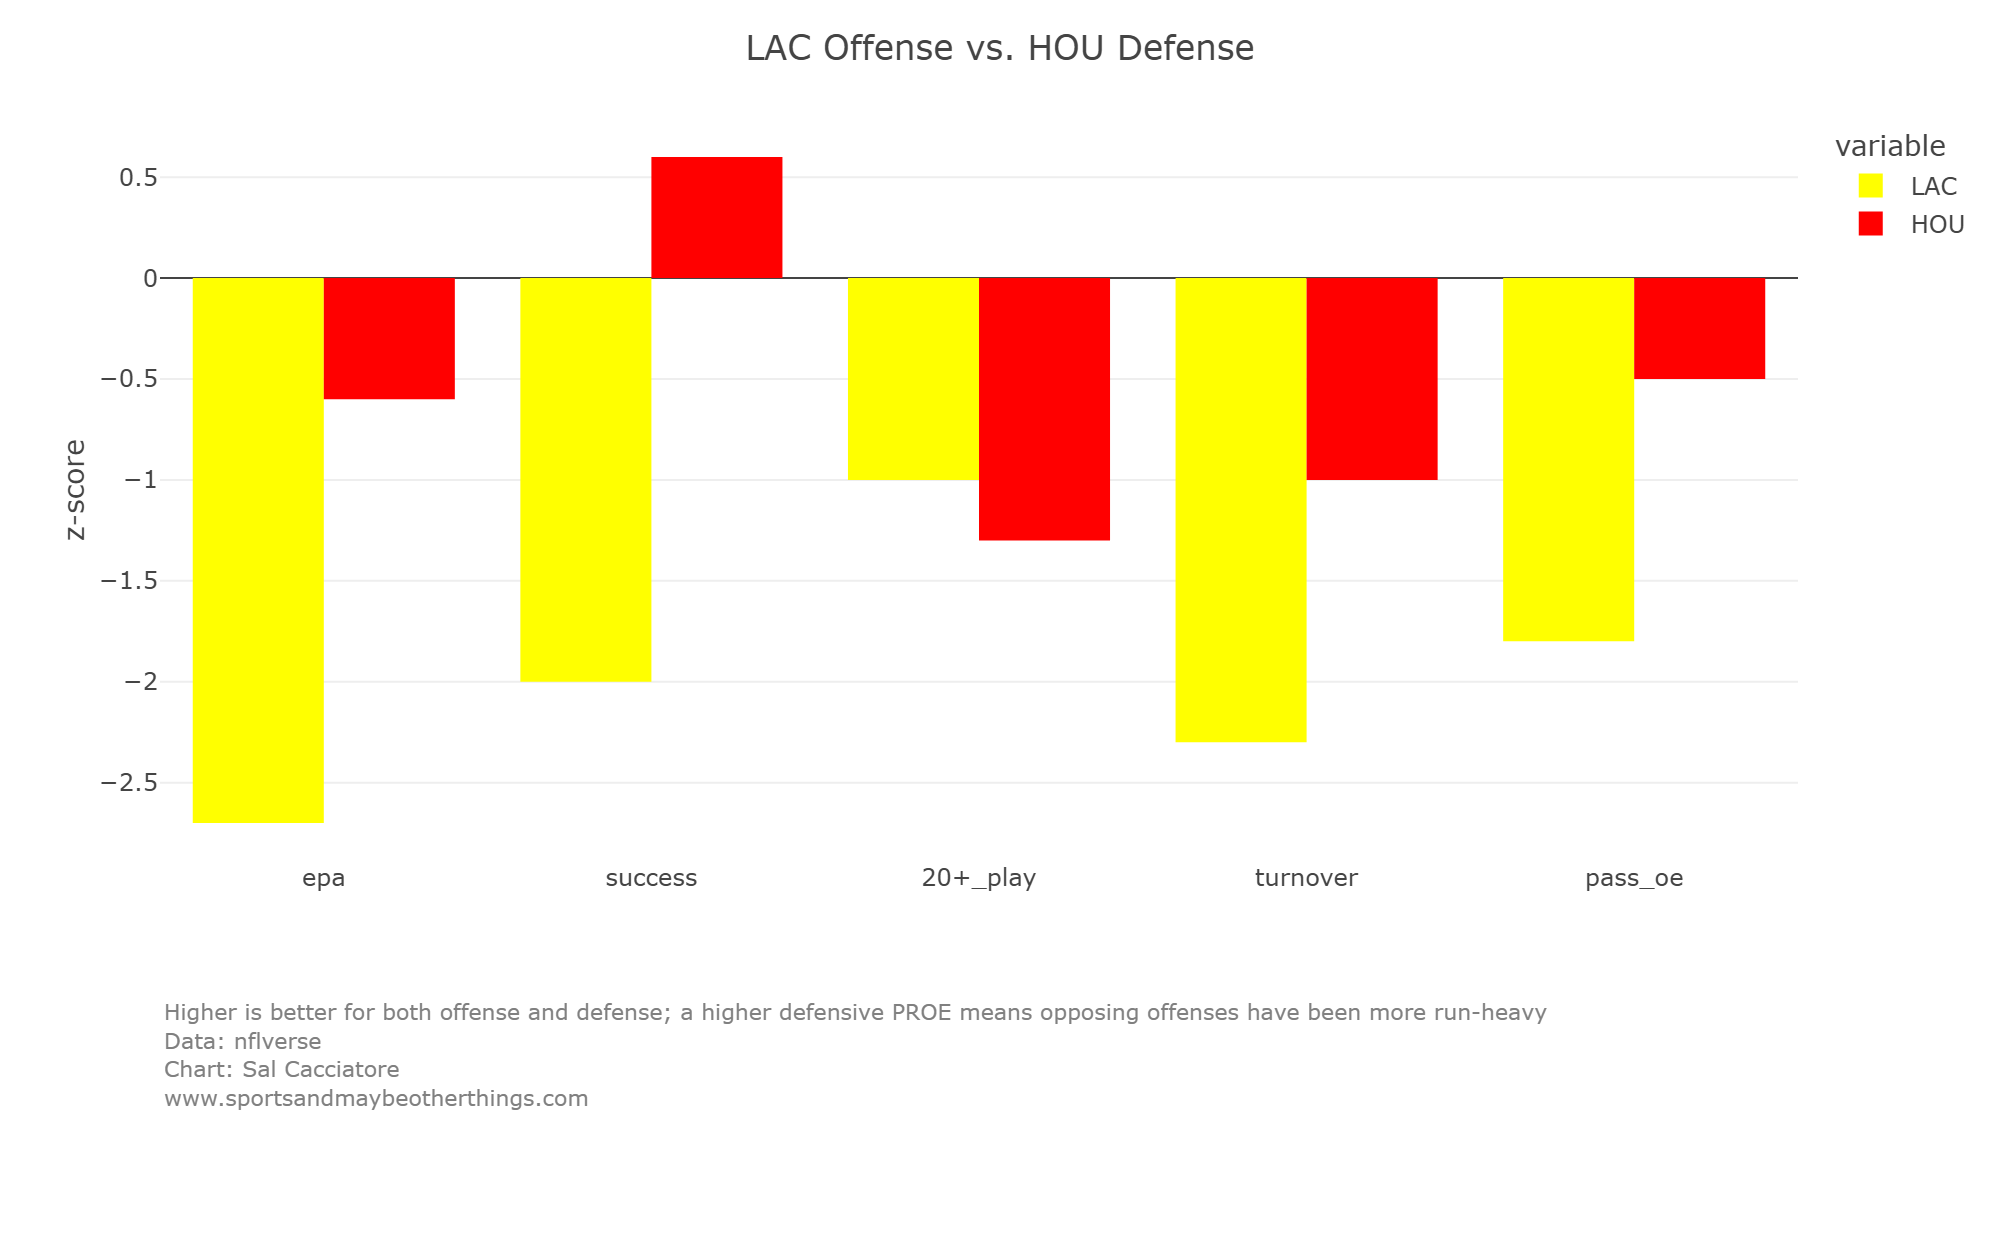 LAC Offense vs. HOU Defense
variable
LAC
HOU
0.5
0
−0.5
−1
−1.5
−2
−2.5
z-score
epa
success
20+_play
turnover
pass_oe
Higher is better for both offense and defense; a higher defensive PROE means opposing offenses have been more run-heavy
Data: nflverse
Chart: Sal Cacciatore
www.sportsandmaybeotherthings.com